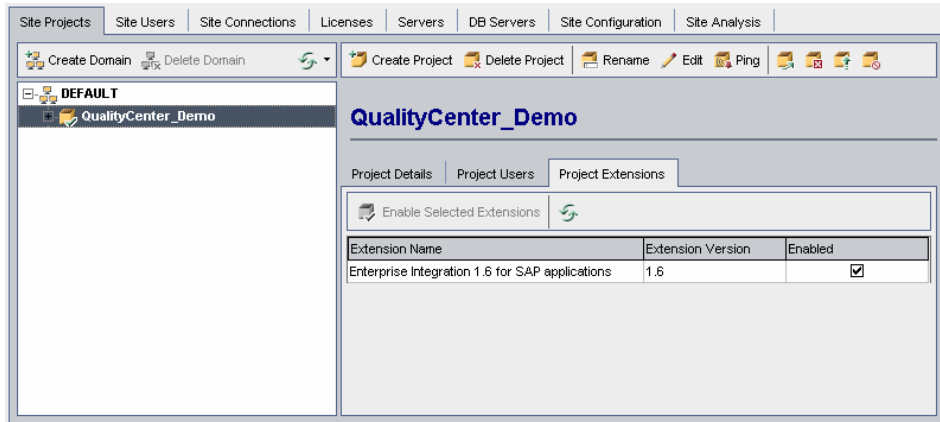 Site Projects Site Users Site Connections Licenses Servers DB Servers Site Configuration Site Analysis
Create Domain Delete Domain Create Project Delete Project Rename Edit Ping
DEFAULT
QualityCenter_Demo
QualityCenter_Demo
Project Details Project Users Project Extensions
Enable Selected Extensions
Extension Name Extension Version Enabled
Enterprise Integration 1.6 for SAP applications 1.6